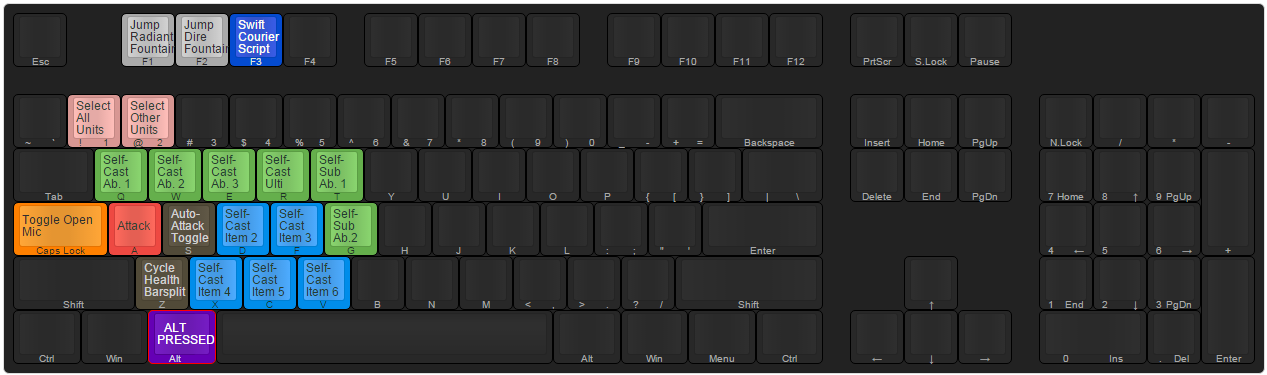 Jump Radiant Fountain
Jump Dire Fountain
Swift Courier Script
Esc F1 F2 F3 F4 F5 F6 F7 F8 F9 F10 F11 F12 PrtScr S.Lock Pause
Select All Units
Select Other Units
~ ` ! 1 @ 2 # 3 $ 4 % 5 ^ 6 & 7 * 8 ( 9 ) 0 _ - + = Backspace Insert Home PgUp N.Lock / * -
Self-Cast Ab. 1
Self-Cast Ab. 2
Self-Cast Ab. 3
Self-Cast Ulti
Self-Sub Ab. 1
Tab Q W E R T Y U I O P { [ } ] | \ Delete End PgDn 7 Home 8 ↑ 9 PgUp
Toggle Open Mic
Attack
Auto-Attack Toggle
Self-Cast Item 2
Self-Cast Item 3
Self-Sub Ab.2
Caps Lock A S D F G H J K L : ; " ' Enter 4 ← 5 6 → +
Cycle Health Barsplit
Self-Cast Item 4
Self-Cast Item 5
Self-Cast Item 6
Shift Z X C V B N M < , > . ? / Shift ↑ 1 End 2 ↓ 3 PgDn
ALT PRESSED
Ctrl Win Alt Alt Win Menu Ctrl ← ↓ → 0 Ins . Del Enter